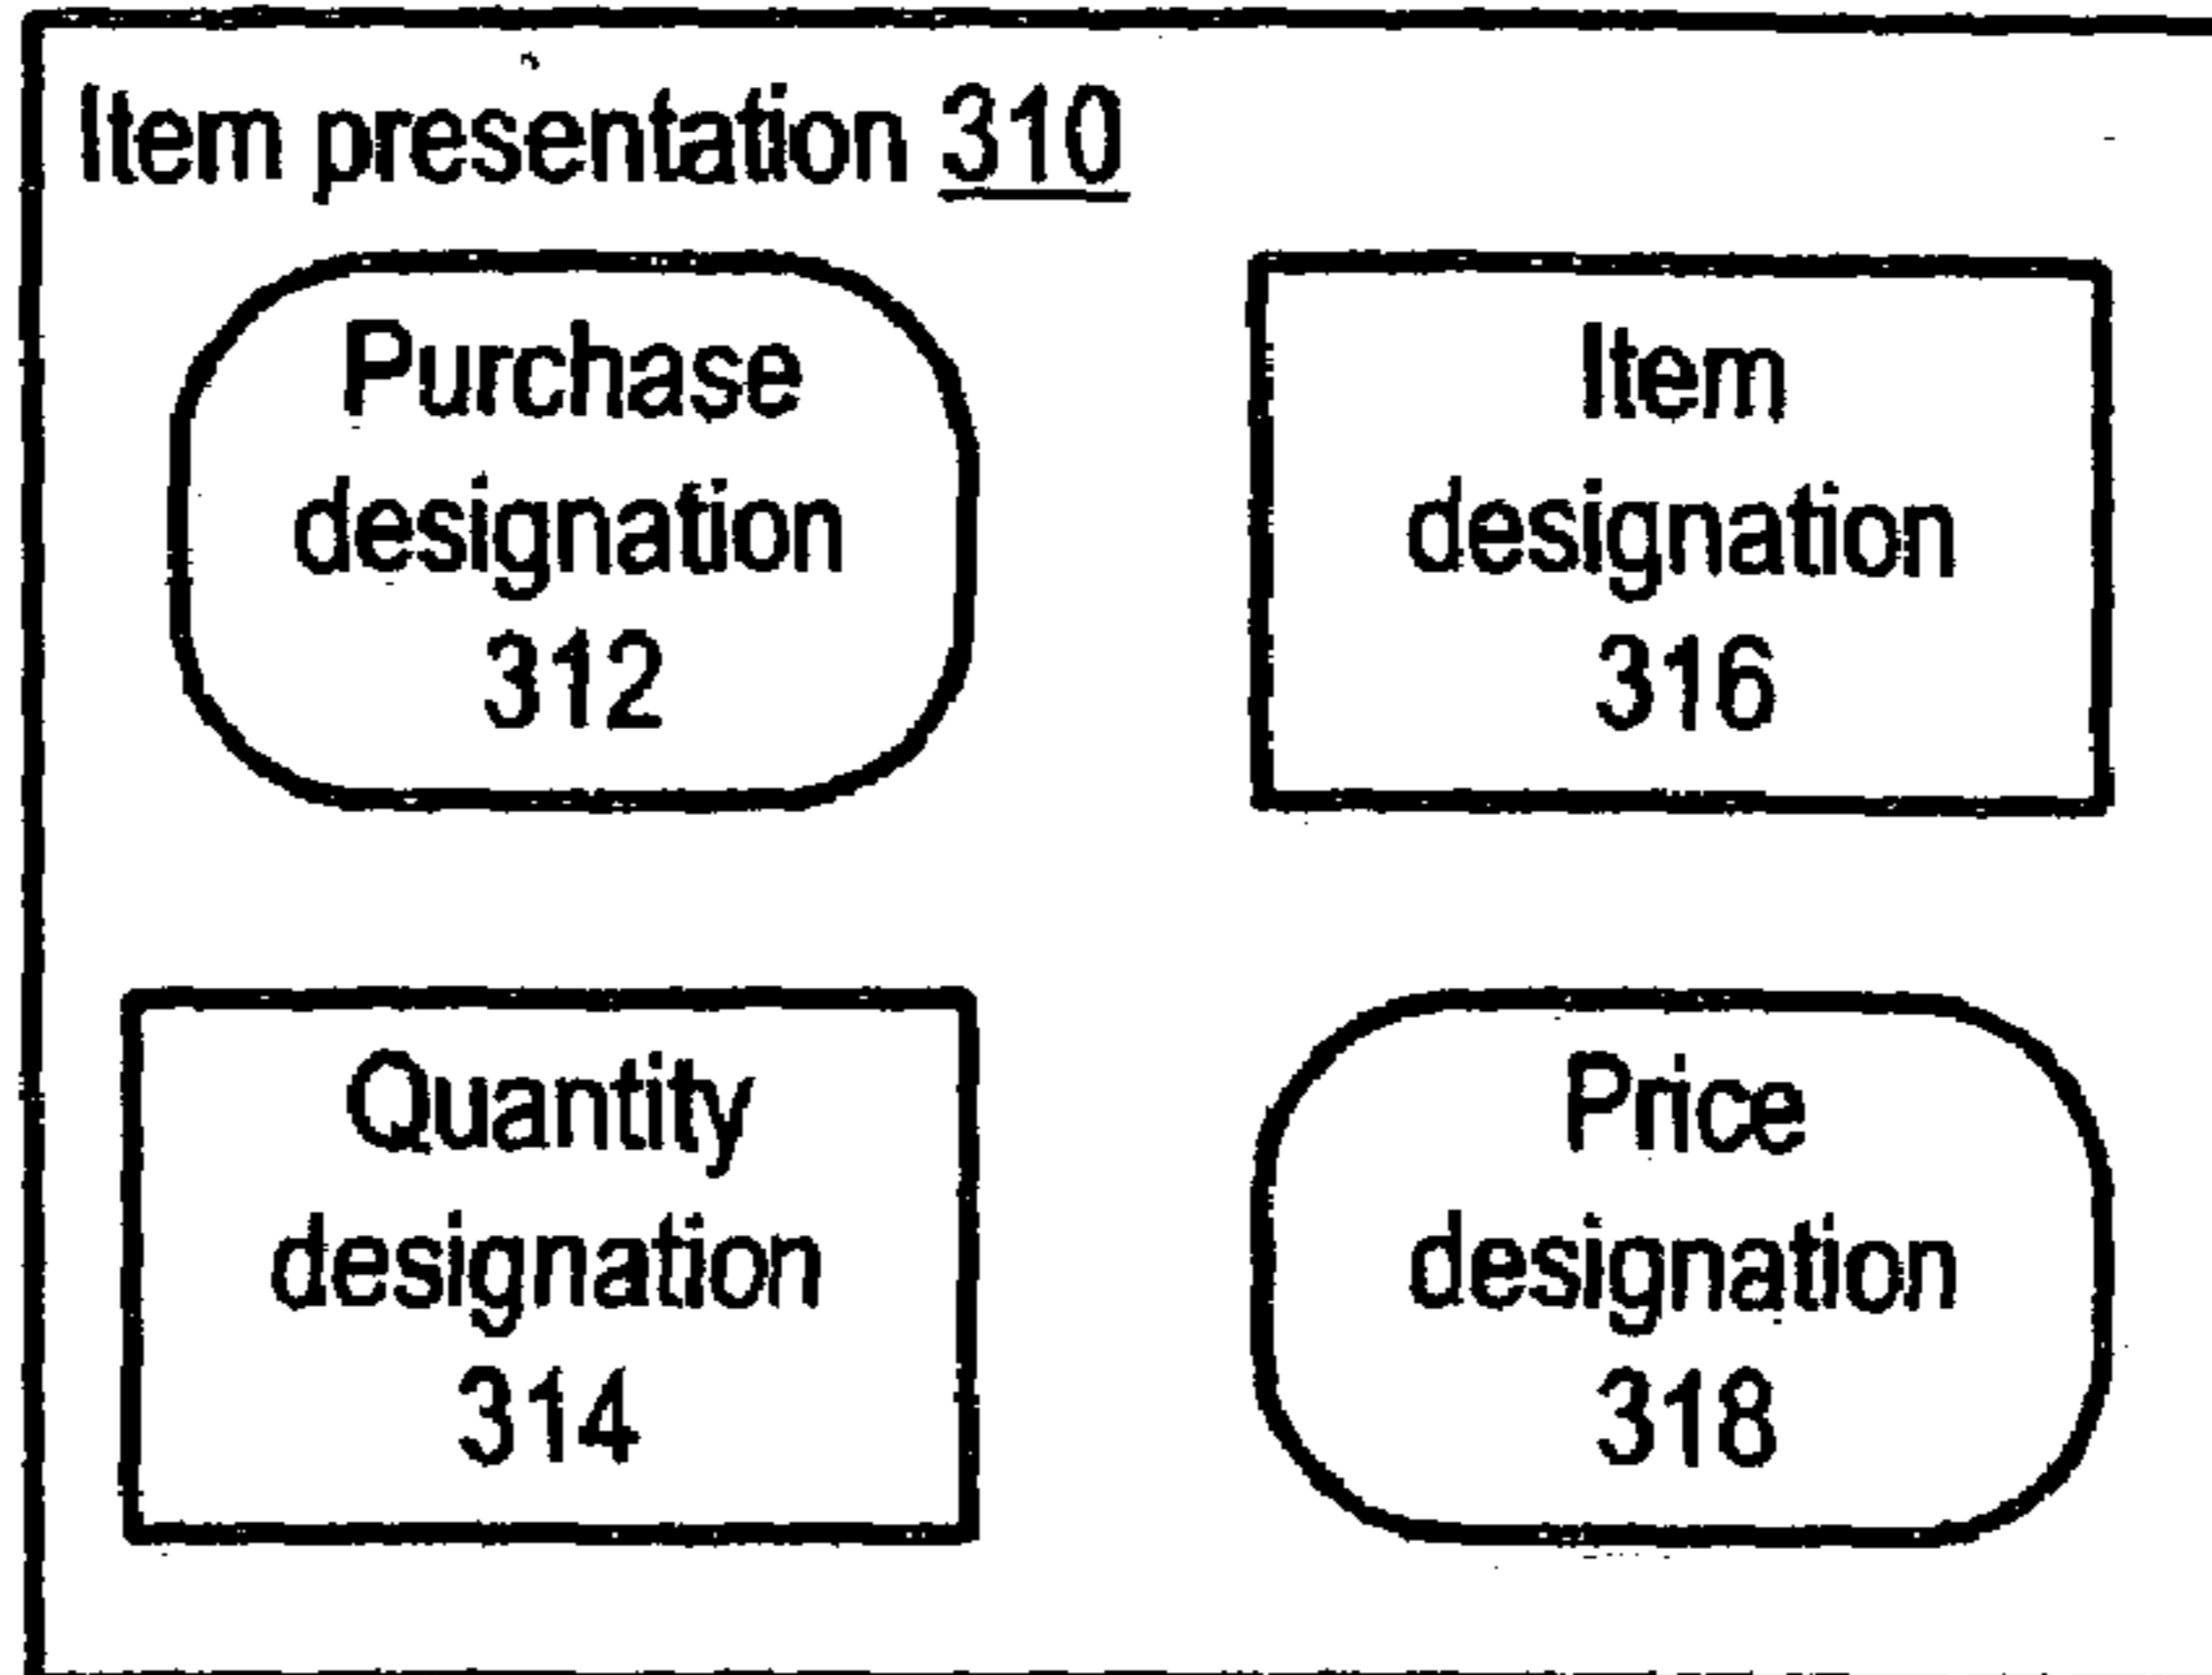 Item presentation 310
Purchase
designation
312
Item
designation
316
Quantity
designation
314
Price
designation
318